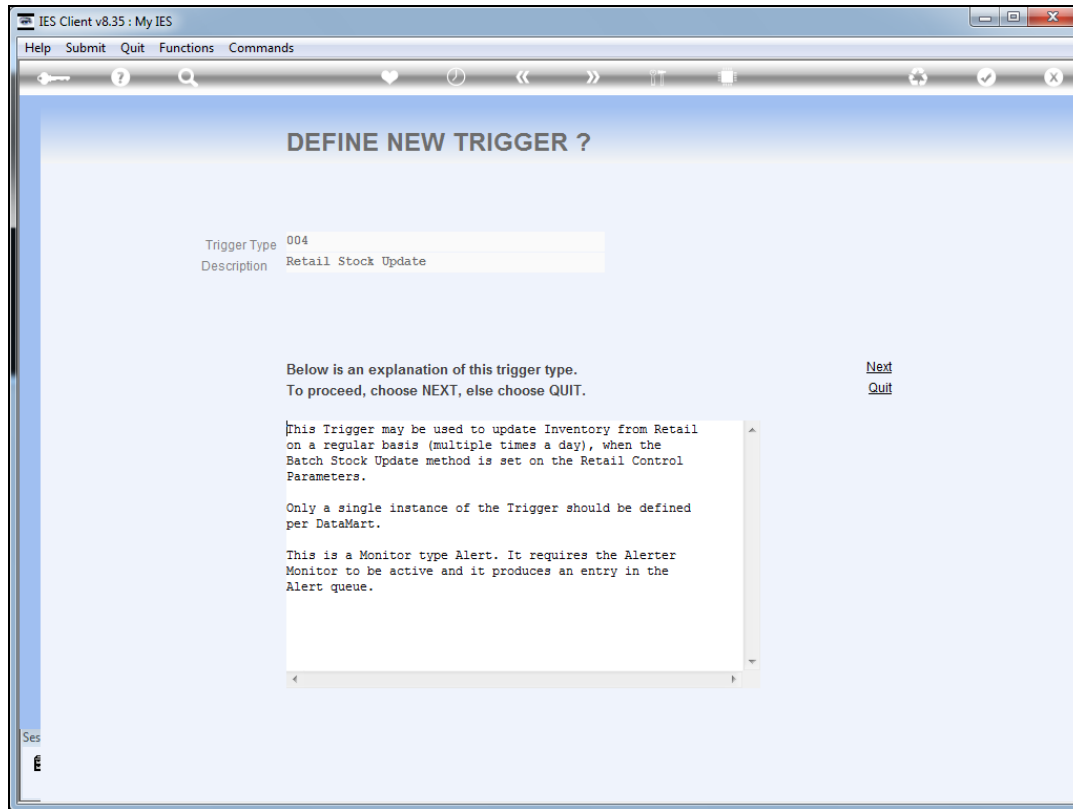 IES Client v8.35 : My IES
Help Submit Quit Functions Commands
DEFINE NEW TRIGGER ?
Trigger Type 004
Description Retail Stock Update
Below is an explanation of this trigger type.
To proceed, choose NEXT, else choose QUIT.
Next
Quit
This Trigger may be used to update Inventory from Retail
on a regular basis (multiple times a day), when the
Batch Stock Update method is set on the Retail Control
Parameters.
Only a single instance of the Trigger should be defined
per DataMart.
This is a Monitor type Alert. It requires the Alerter
Monitor to be active and it produces an entry in the
Alert queue.
Ses